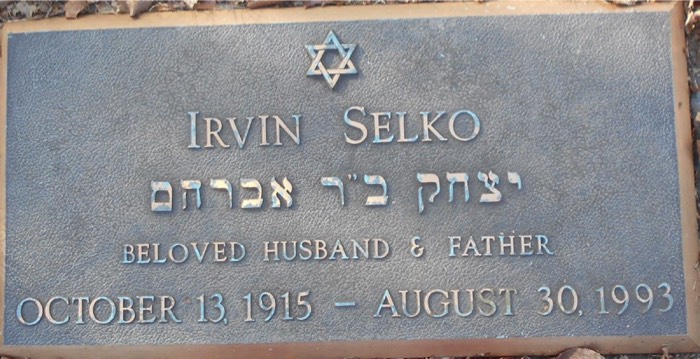 IRVIN SELKO
יצחק ב״ר אברהם
BELOVED HUSBAND & FATHER
OCTOBER 13, 1915 – AUGUST 30, 1993